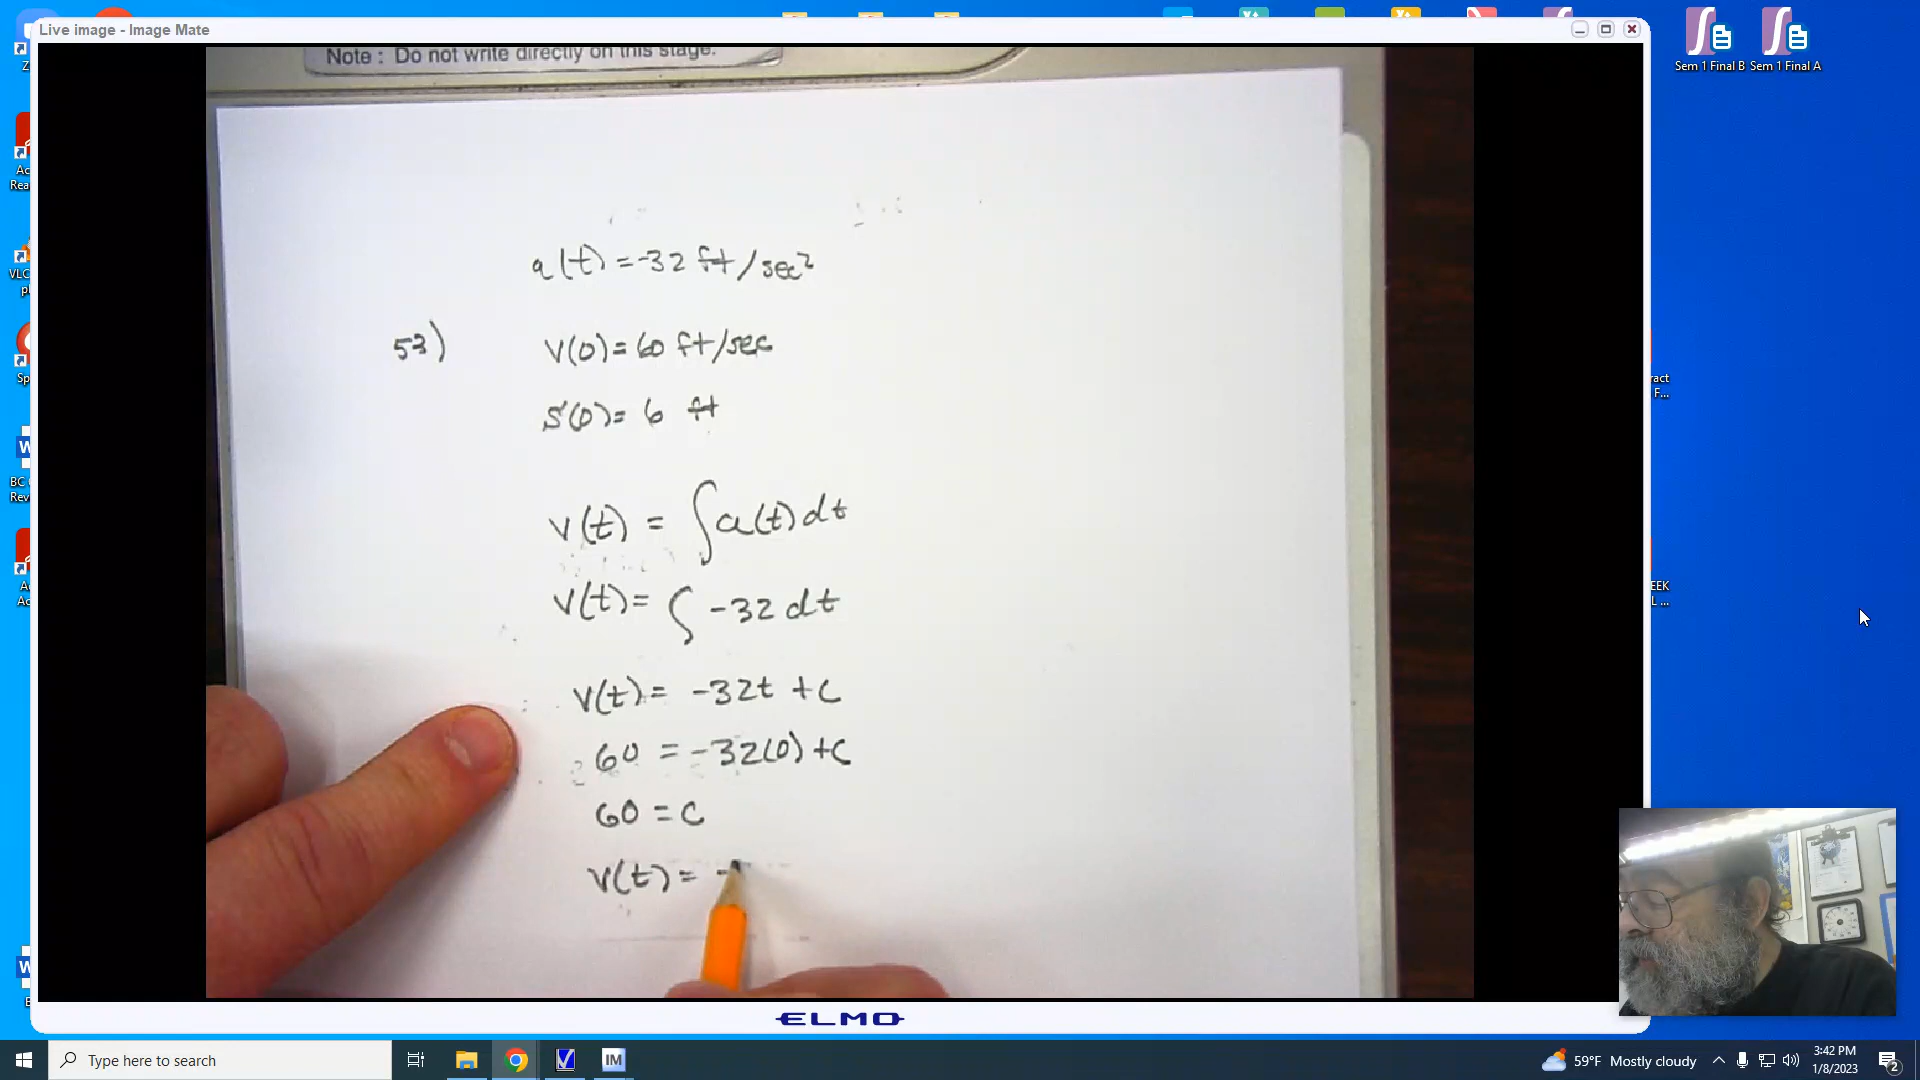 Live image - Image Mate
Sem 1 Final B
Sem 1 Final A
Note : Do not write directly on this stage.
a(t) = -32 ft/sec²
53)
v(0) = 60 ft/sec
s(0) = 6 ft
v(t) = ∫a(t)dt
v(t) = ∫ -32 dt
v(t) = -32t + c
60 = -32(0) + c
60 = c
v(t) = -
ELMO
Type here to search
IM
59°F Mostly cloudy
3:42 PM
1/8/2023
2